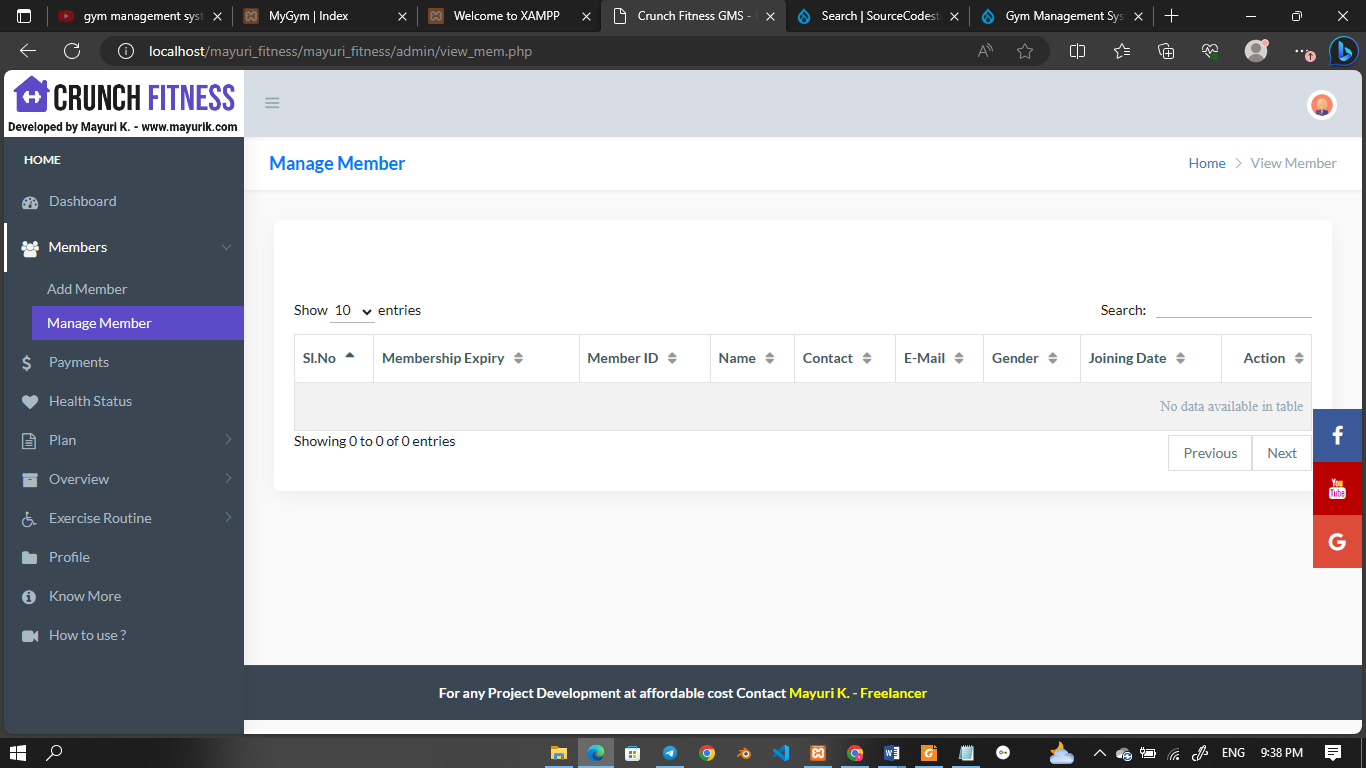 gym management syst
MyGym | Index
Welcome to XAMPP
Crunch Fitness GMS -
Search | SourceCodest
Gym Management Sys
localhost/mayuri_fitness/mayuri_fitness/admin/view_mem.php
CRUNCH FITNESS
Developed by Mayuri K. - www.mayurik.com
HOME
Dashboard
Members
Add Member
Manage Member
Payments
Health Status
Plan
Overview
Exercise Routine
Profile
Know More
How to use ?
Manage Member
Home > View Member
Show 10 entries
Search:
Sl.No Membership Expiry Member ID Name Contact E-Mail Gender Joining Date Action
No data available in table
Showing 0 to 0 of 0 entries
Previous Next
f
You
Tube
G
For any Project Development at affordable cost Contact Mayuri K. - Freelancer
ENG 9:38 PM